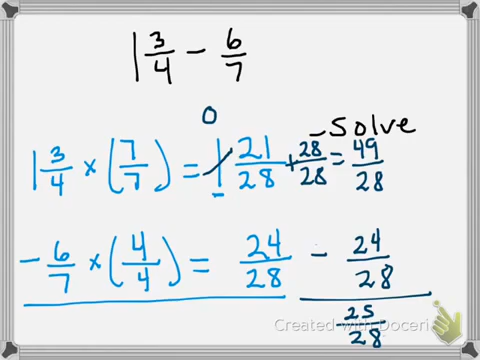 1 3/4 - 6/7
0
- Solve
1 3/4 × (7/7) = 1 21/28 + 28/28 = 49/28
- 6/7 × (4/4) = 24/28 - 24/28
25/28
Created with Doceri